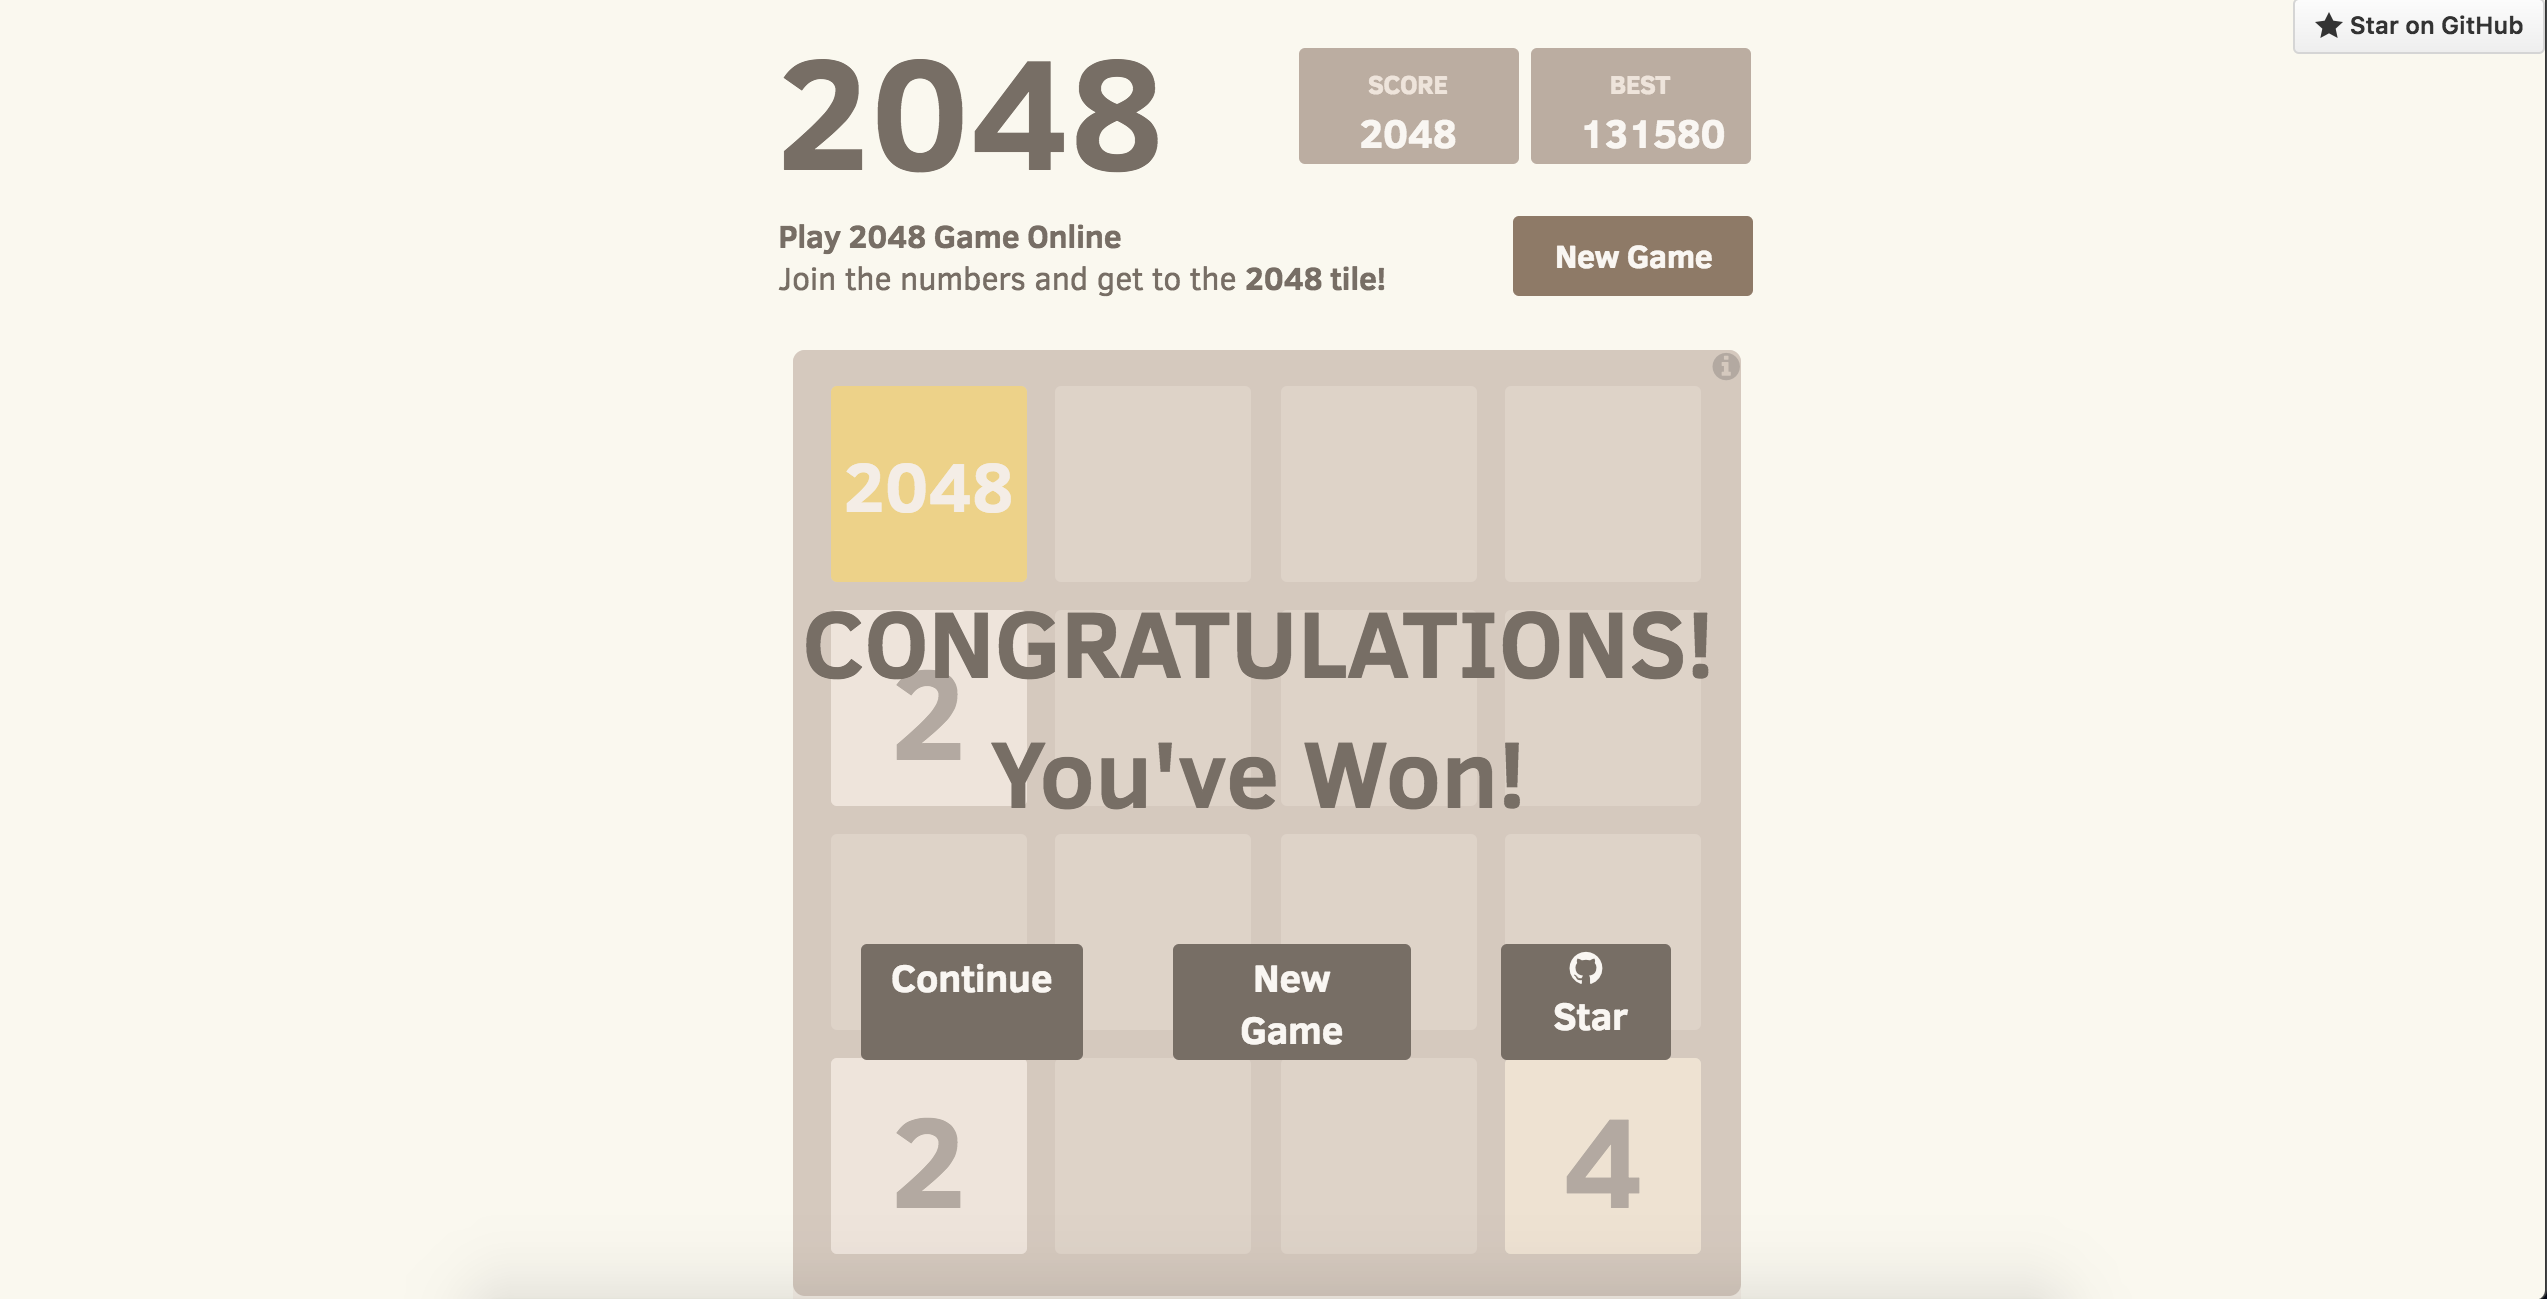 Star on GitHub
2048
SCORE
2048
BEST
131580
Play 2048 Game Online
Join the numbers and get to the 2048 tile!
New Game
i
2048
CONGRATULATIONS!
2
You've Won!
Continue
New
Game
Star
2
4